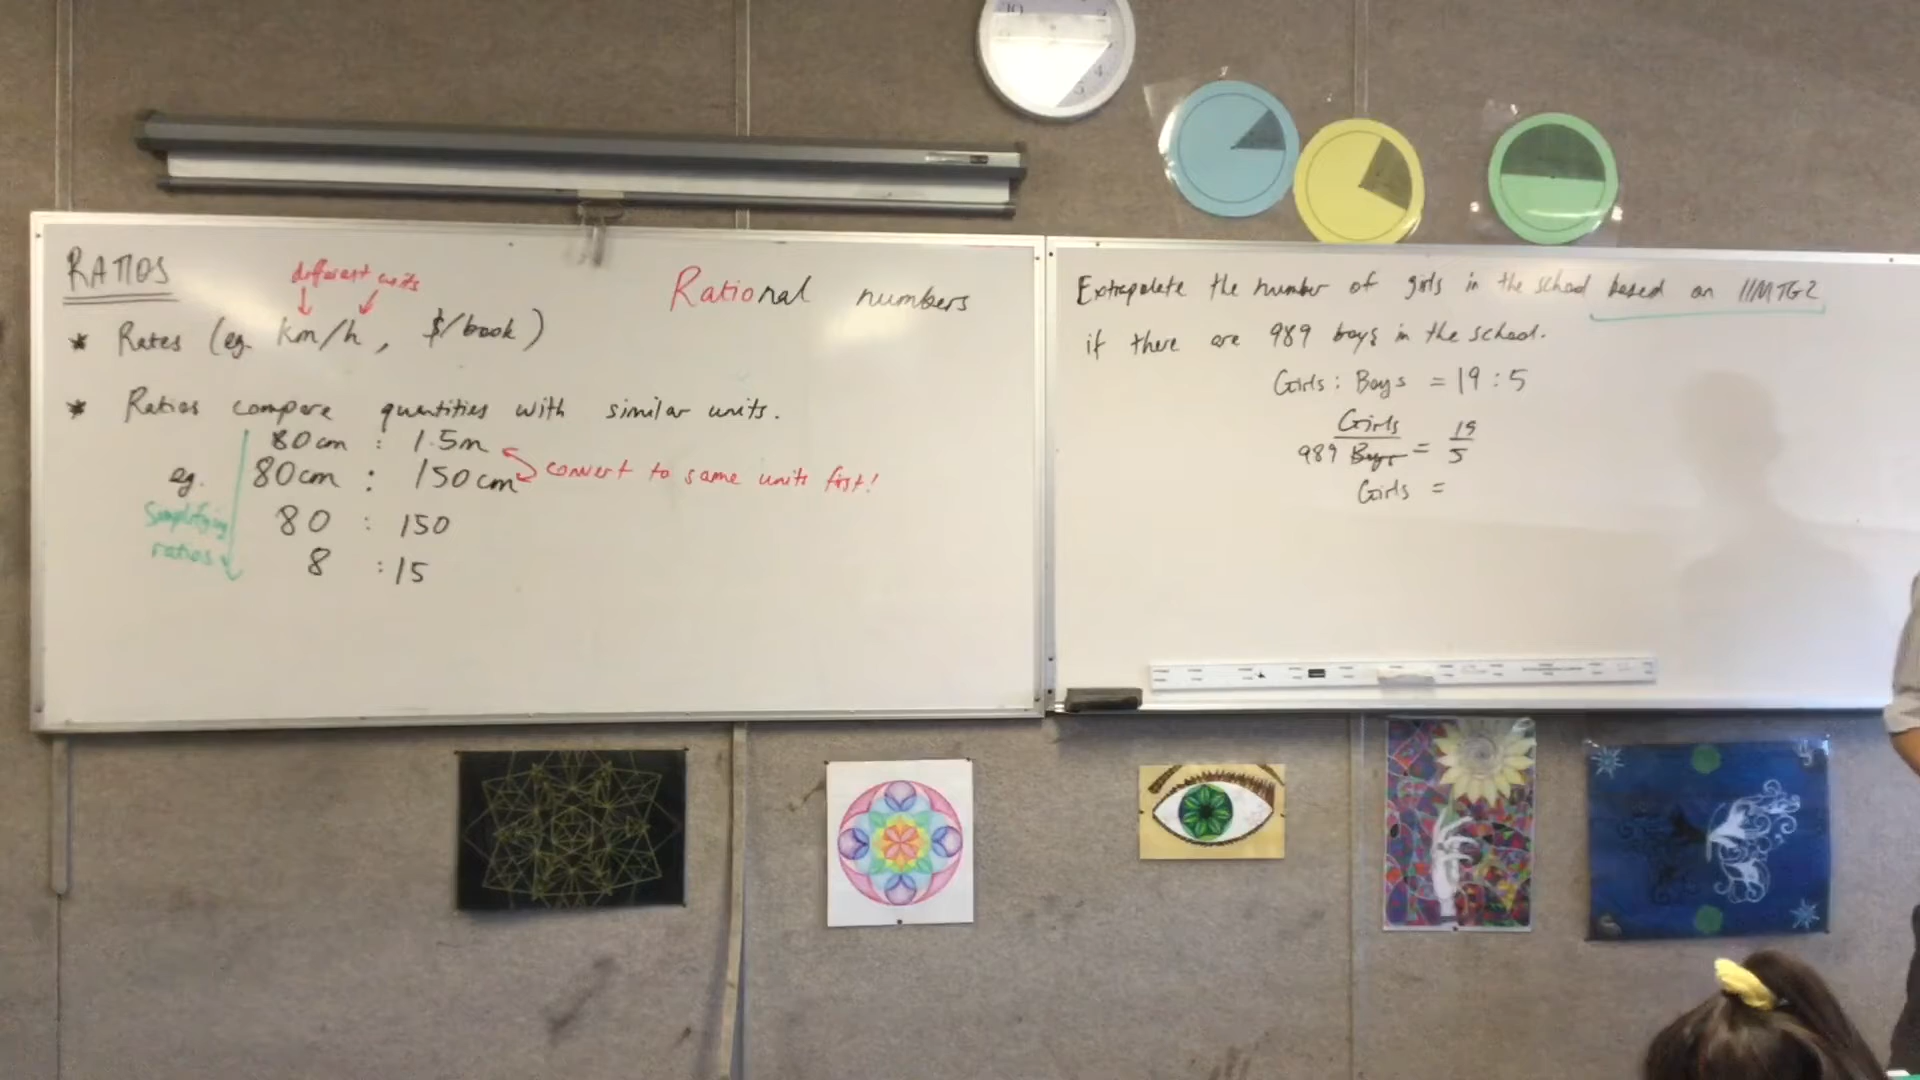 RATIOS
different units
Rational numbers
* Rates (eg. km/h, $/book)
* Ratios compare quantities with similar units.
80cm : 1.5m
eg. 80cm : 150cm
convert to same units first!
Simplifying ratios
80 : 150
8 : 15
Extrapolate the number of girls in the school based on 11MTG2
if there are 989 boys in the school.
Girls : Boys = 19 : 5
Girls
989 Boys = 19/5
Girls =